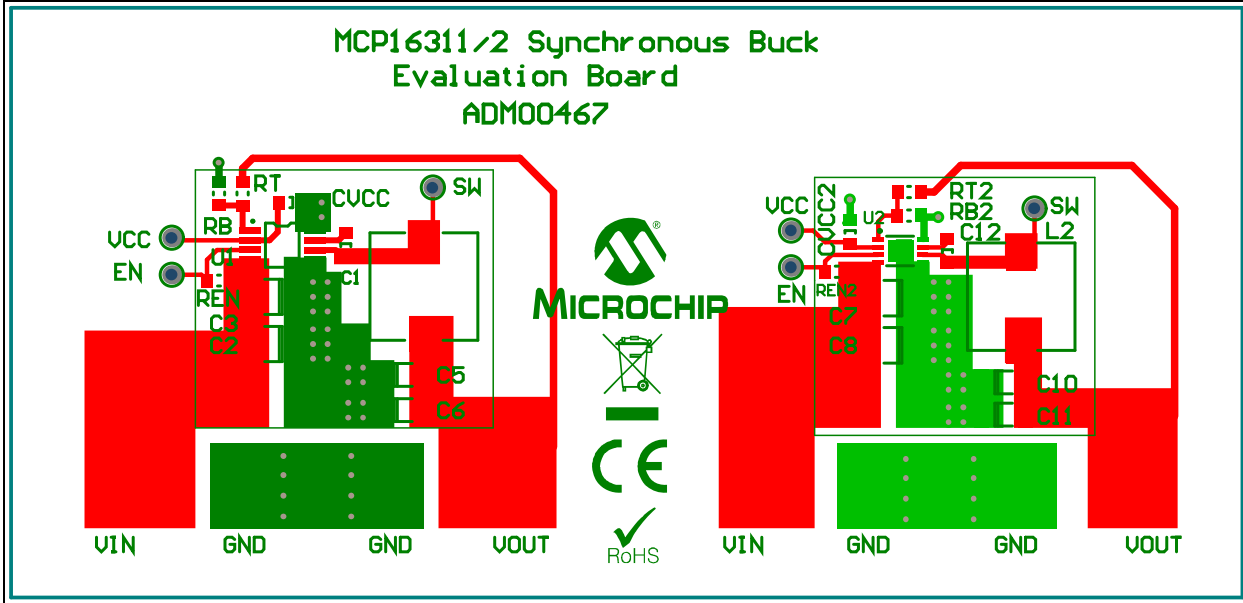 MCP16311/2 Synchronous Buck
Evaluation Board
ADM00467
RT
CVCC
SW
RB
VCC
U1
EN
C1
REN
C3
C2
C5
C6
VIN
GND
GND
VOUT
MICROCHIP
®
CE
RoHS
RT2
RB2
CVCC2
U2
SW
VCC
C12
L2
EN
REN2
C7
C8
C10
C11
VIN
GND
GND
VOUT